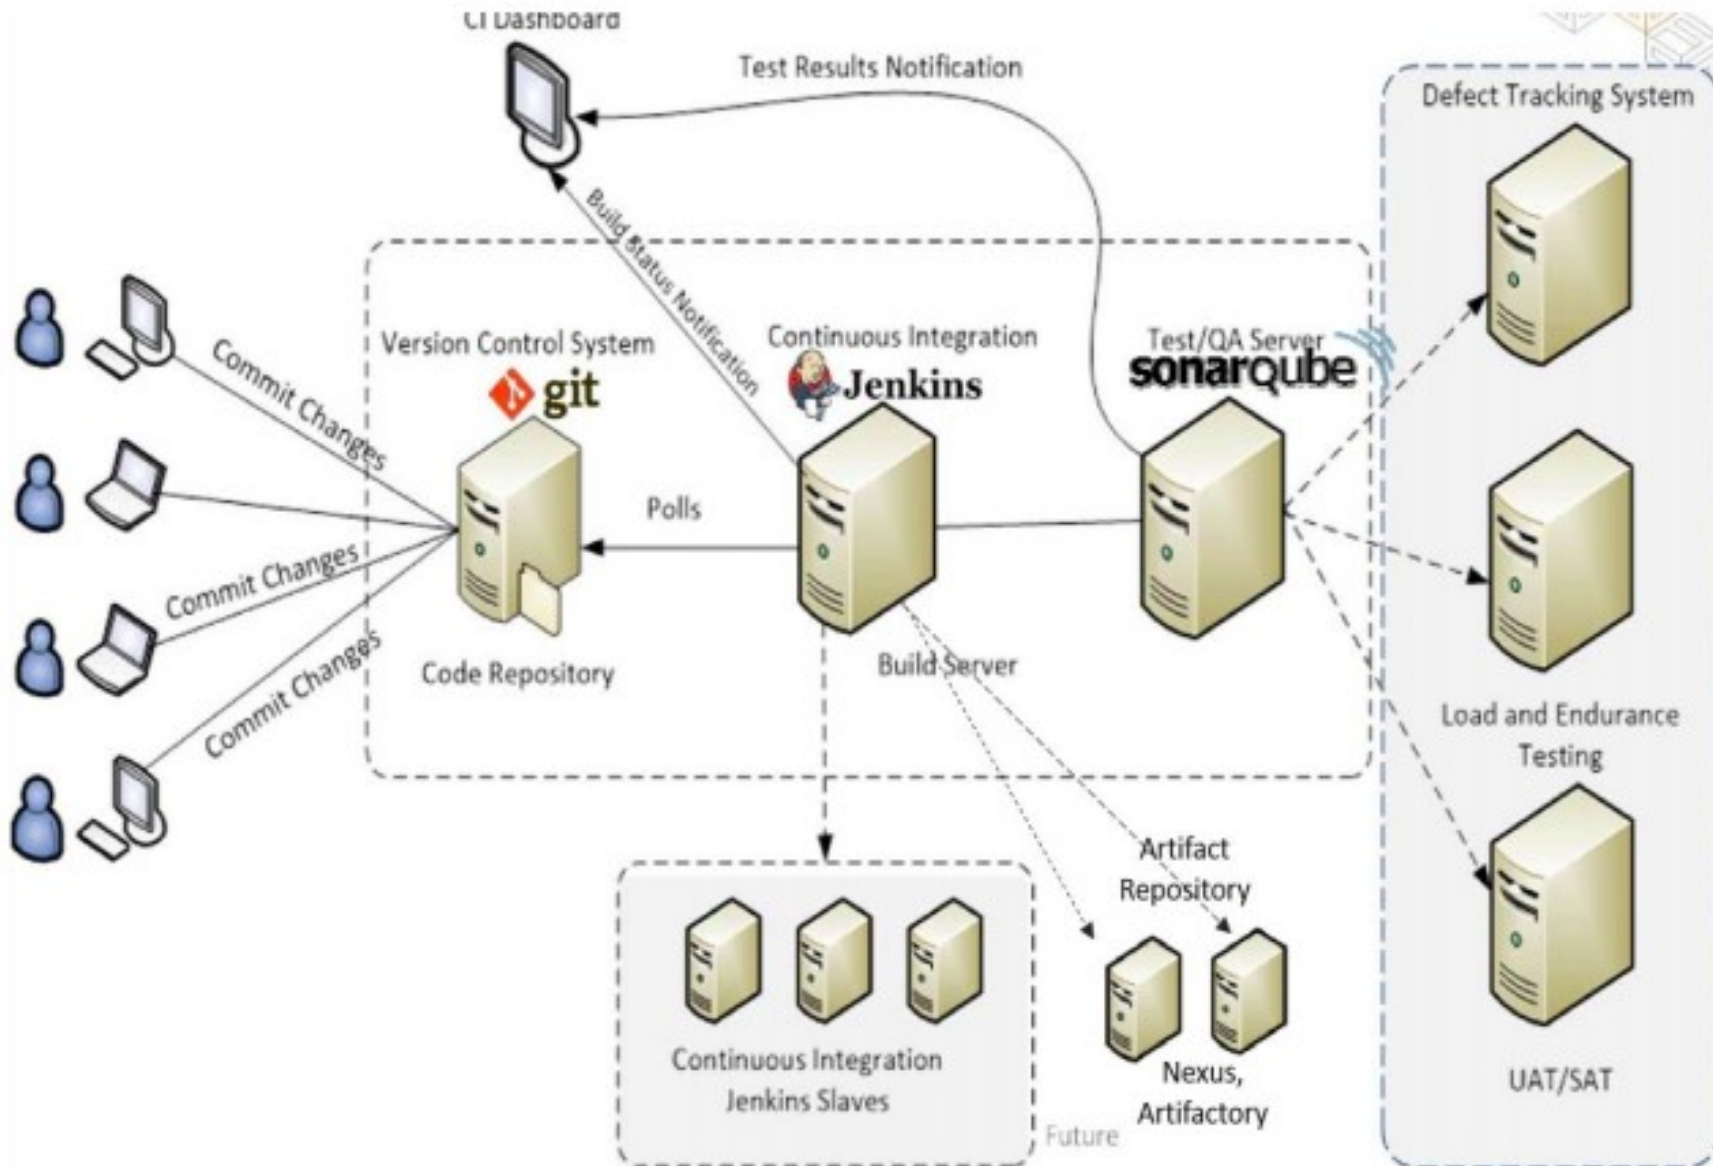 CI Dashboard
Test Results Notification
Defect Tracking System
Build Status Notification
Version Control System
git
Continuous Integration
Jenkins
Test/QA Server
sonarqube
Commit Changes
Polls
Commit Changes
Commit Changes
Code Repository
Build Server
Load and Endurance
Testing
Artifact
Repository
Continuous Integration
Jenkins Slaves
Nexus,
Artifactory
Future
UAT/SAT